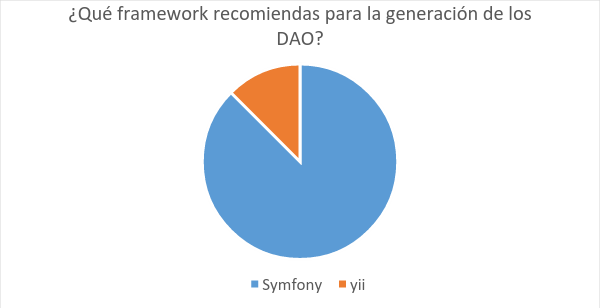 ¿Qué framework recomiendas para la generación de los
DAO?
Symfony
yii